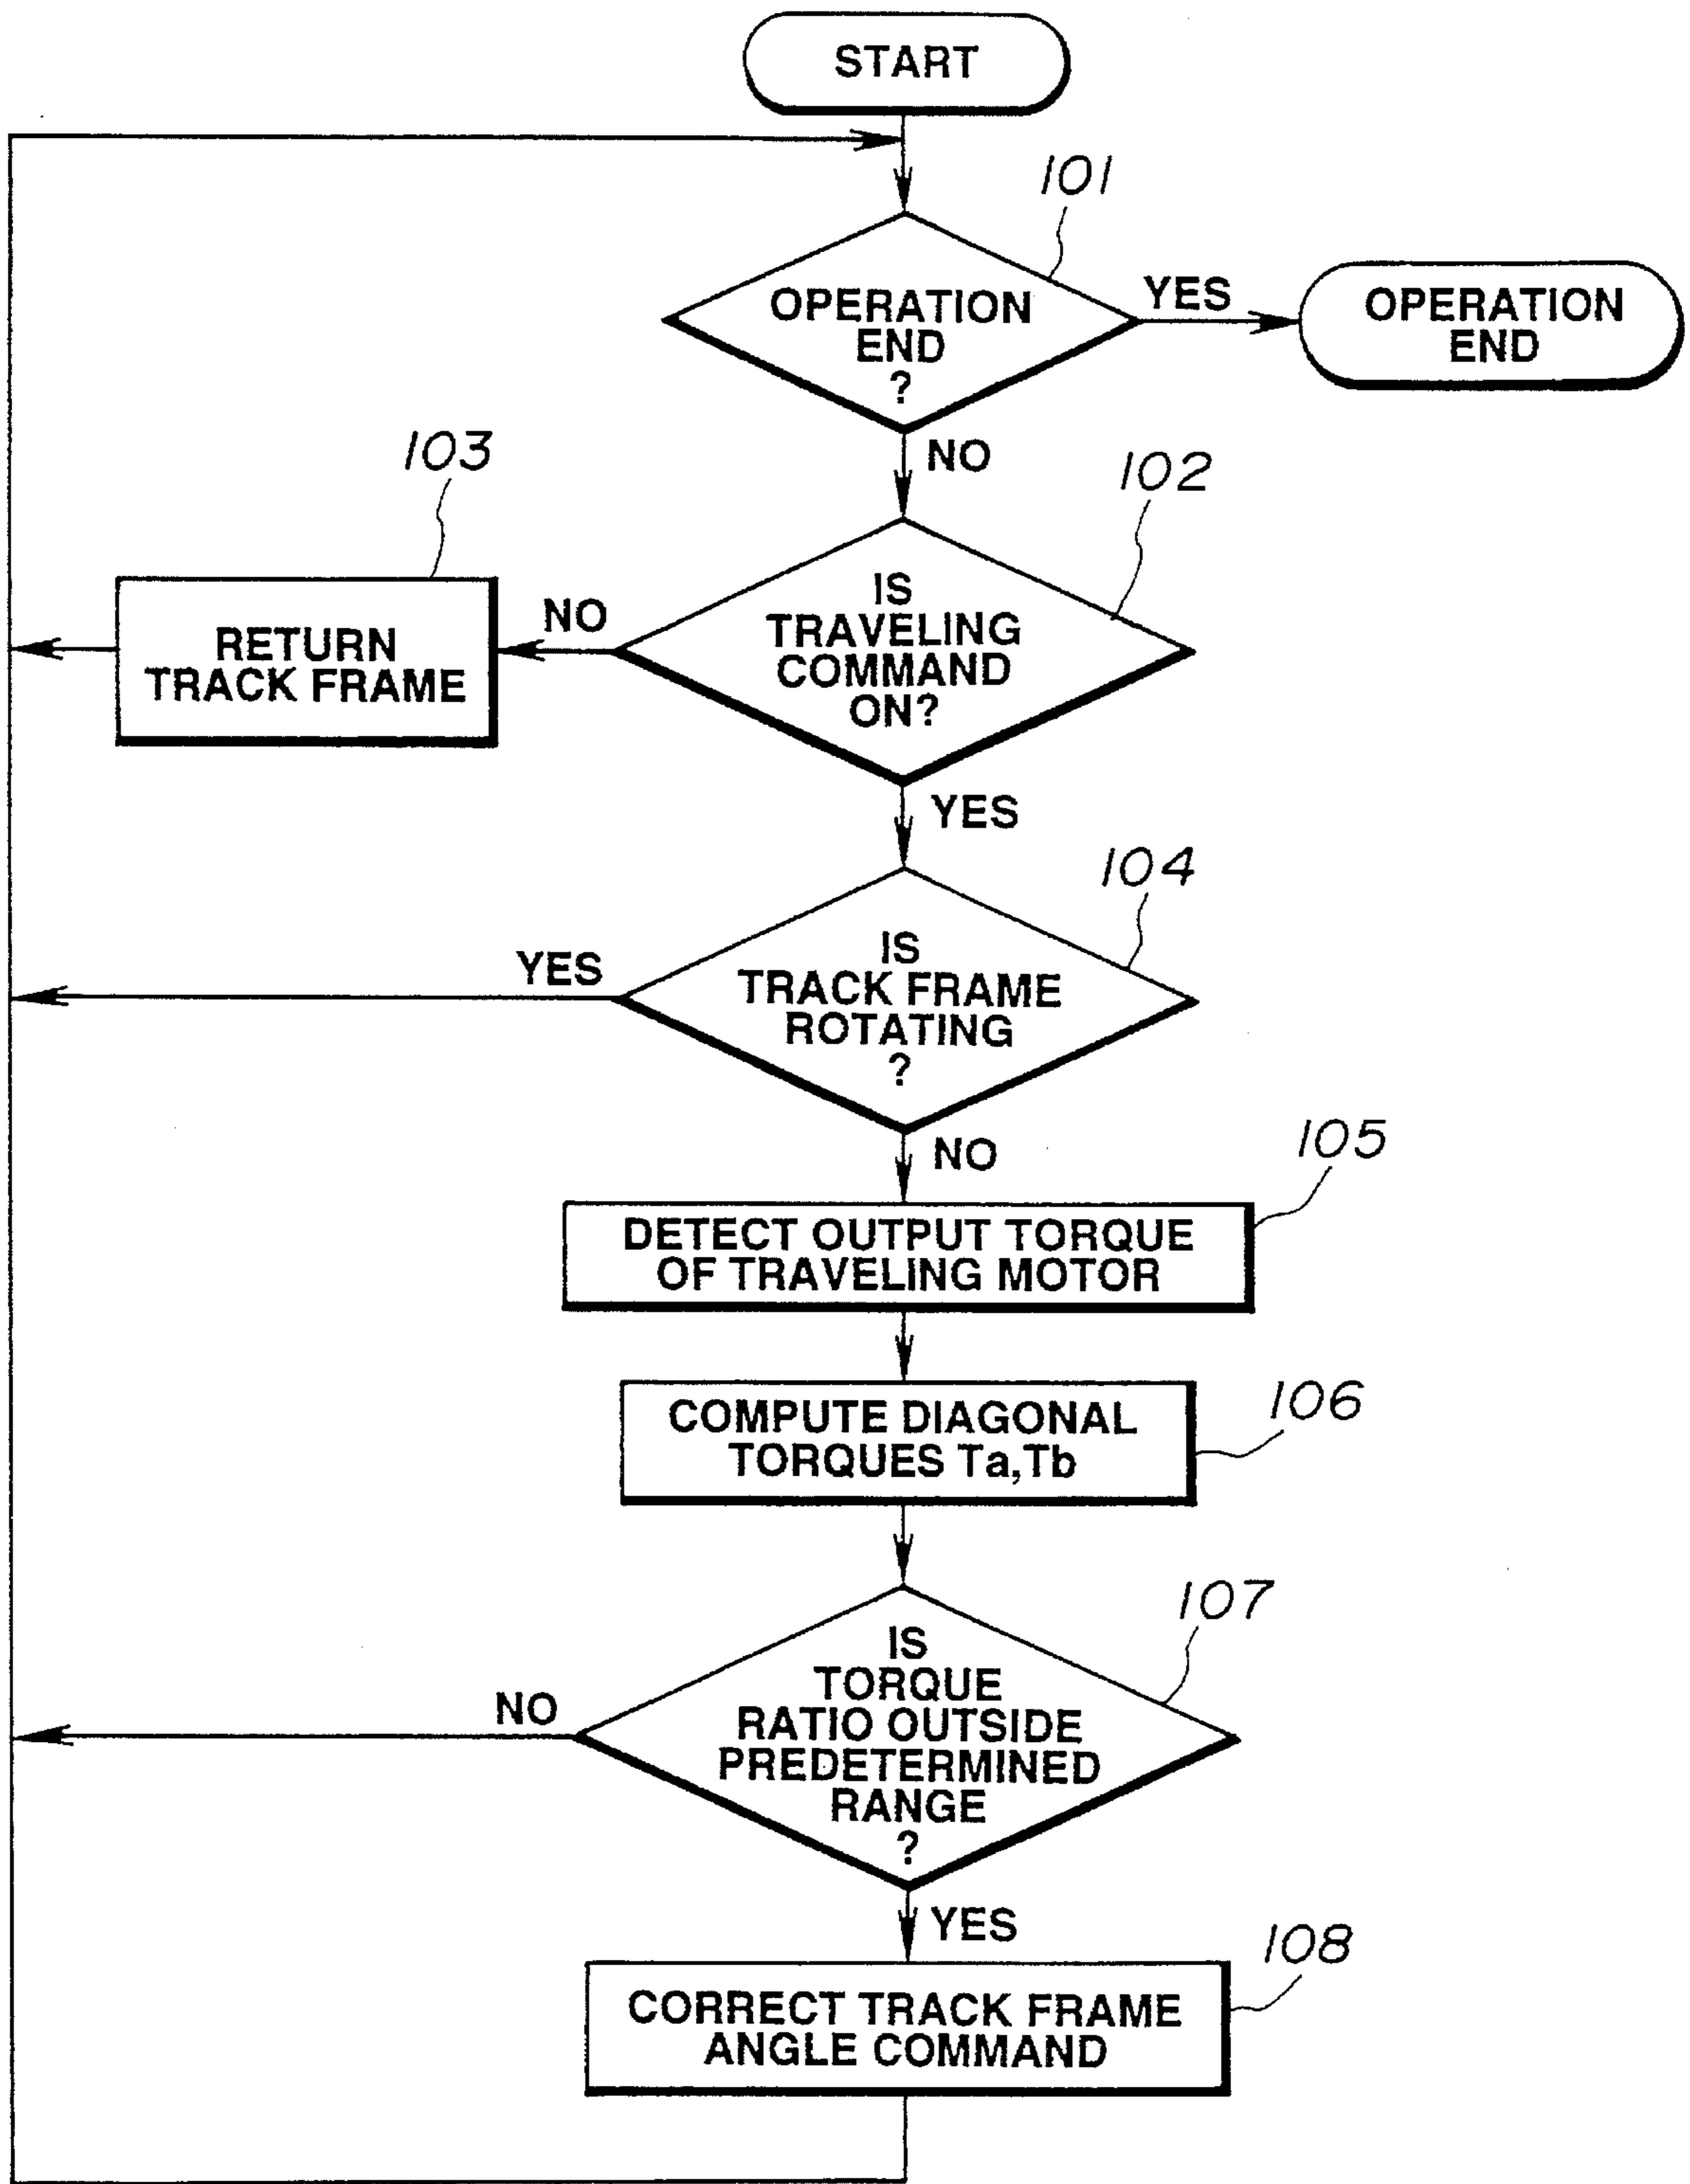 START
101
OPERATION
END
?
YES
OPERATION
END
NO
103
102
IS
TRAVELING
COMMAND
ON?
NO
RETURN
TRACK FRAME
YES
104
IS
TRACK FRAME
ROTATING
?
YES
NO
105
DETECT OUTPUT TORQUE
OF TRAVELING MOTOR
106
COMPUTE DIAGONAL
TORQUES Ta,Tb
107
IS
TORQUE
RATIO OUTSIDE
PREDETERMINED
RANGE
?
NO
YES
108
CORRECT TRACK FRAME
ANGLE COMMAND